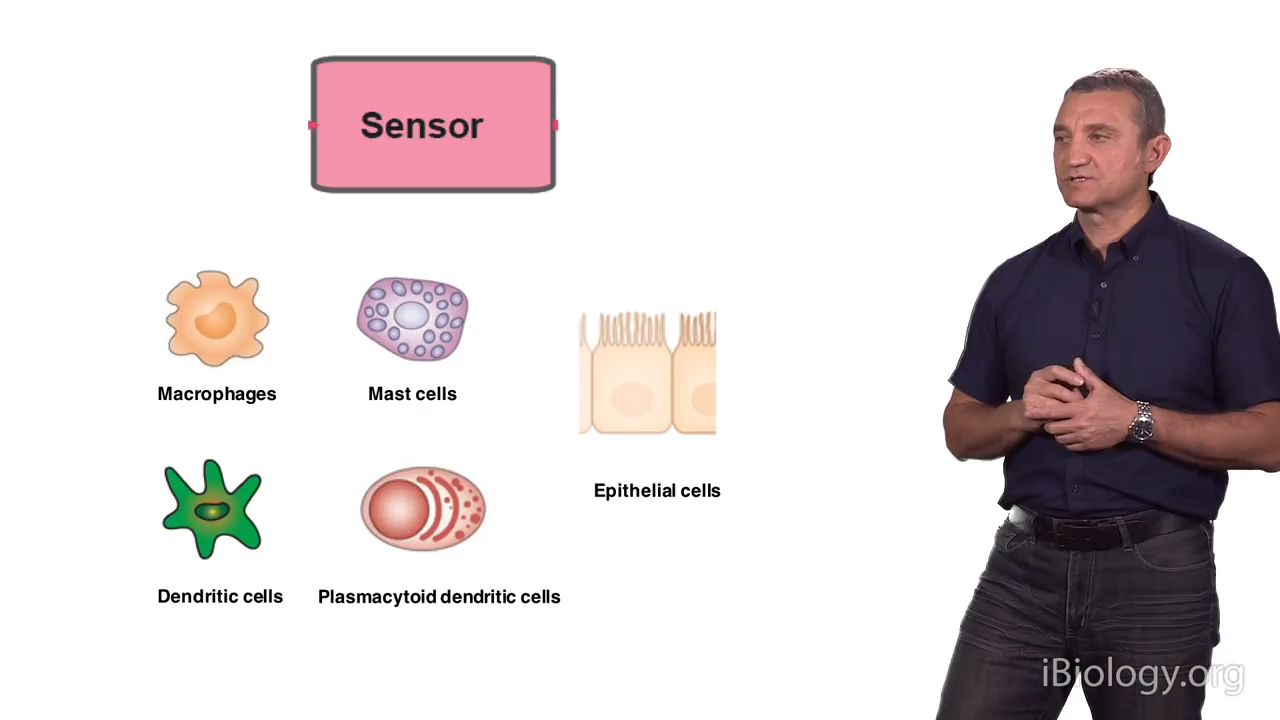 Sensor
Macrophages
Mast cells
Epithelial cells
Dendritic cells
Plasmacytoid dendritic cells
iBiology.org